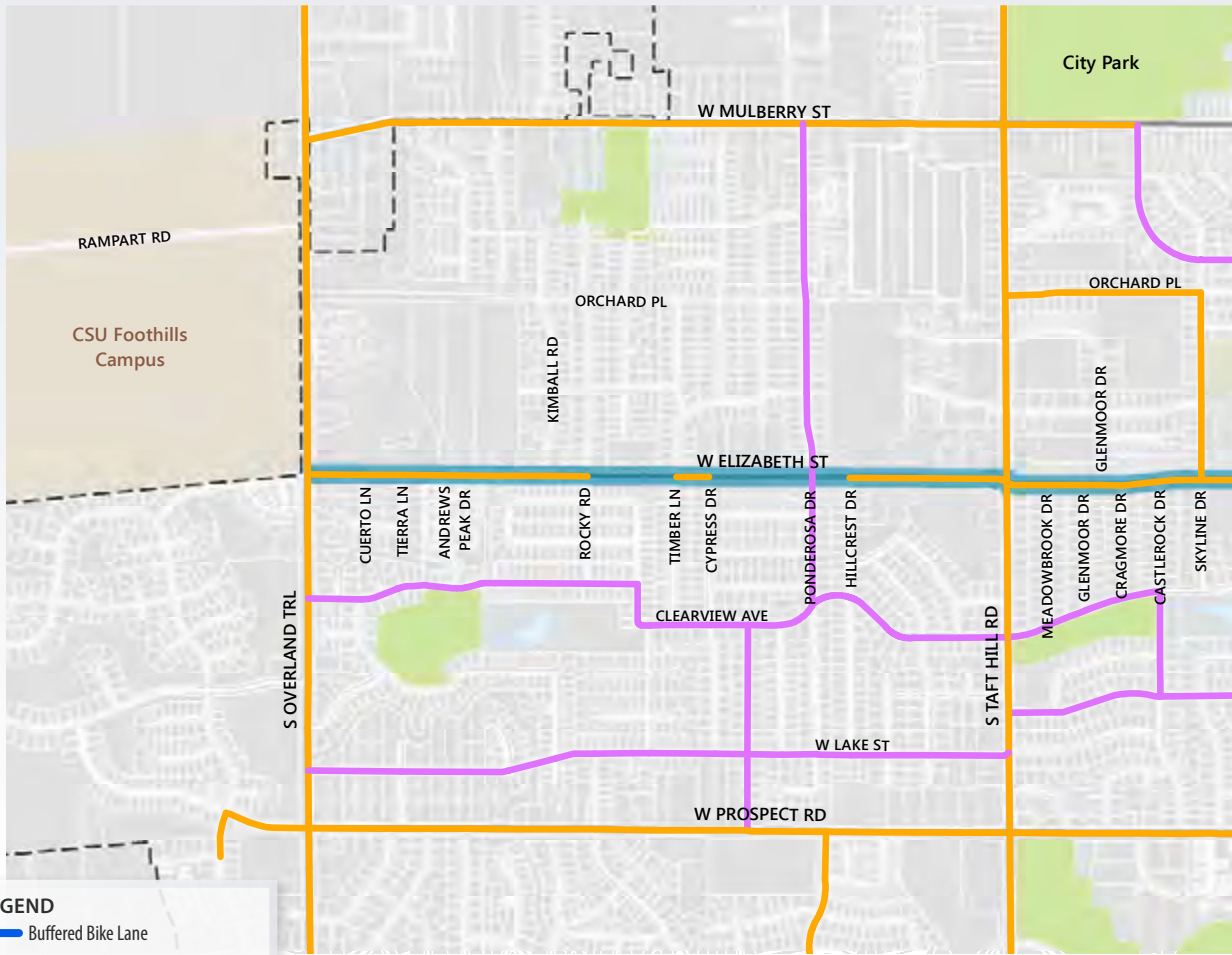 City Park
W MULBERRY ST
RAMPART RD
ORCHARD PL
ORCHARD PL
CSU Foothills
Campus
KIMBALL RD
GLENMOOR DR
W ELIZABETH ST
CUERTO LN
TIERRA LN
ANDREWS
PEAK DR
ROCKY RD
TIMBER LN
CYPRESS DR
PONDEROSA DR
HILLCREST DR
MEADOWBROOK DR
GLENMOOR DR
CRAGMORE DR
CASTLEROCK DR
SKYLINE DR
CLEARVIEW AVE
S OVERLAND TRL
S TAFT HILL RD
W LAKE ST
W PROSPECT RD
GEND
Buffered Bike Lane